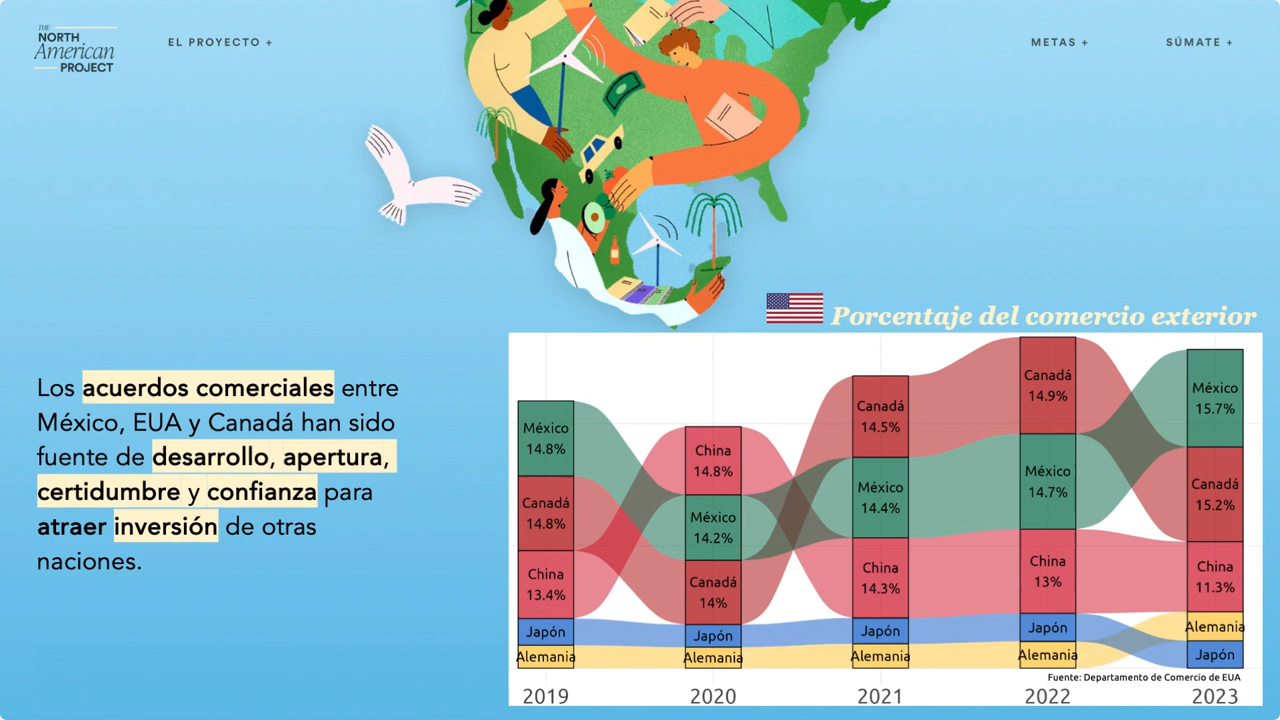 THE
NORTH
American
PROJECT
EL PROYECTO +
METAS +
SÚMATE +
Los acuerdos comerciales entre
México, EUA y Canadá han sido
fuente de desarrollo, apertura,
certidumbre y confianza para
atraer inversión de otras
naciones.
Porcentaje del comercio exterior
México
14.8%
Canadá
14.8%
China
13.4%
Japón
Alemania
China
14.8%
México
14.2%
Canadá
14%
Japón
Alemania
Canadá
14.5%
México
14.4%
China
14.3%
Japón
Alemania
Canadá
14.9%
México
14.7%
China
13%
Japón
Alemania
México
15.7%
Canadá
15.2%
China
11.3%
Alemania
Japón
Fuente: Departamento de Comercio de EUA
2019
2020
2021
2022
2023